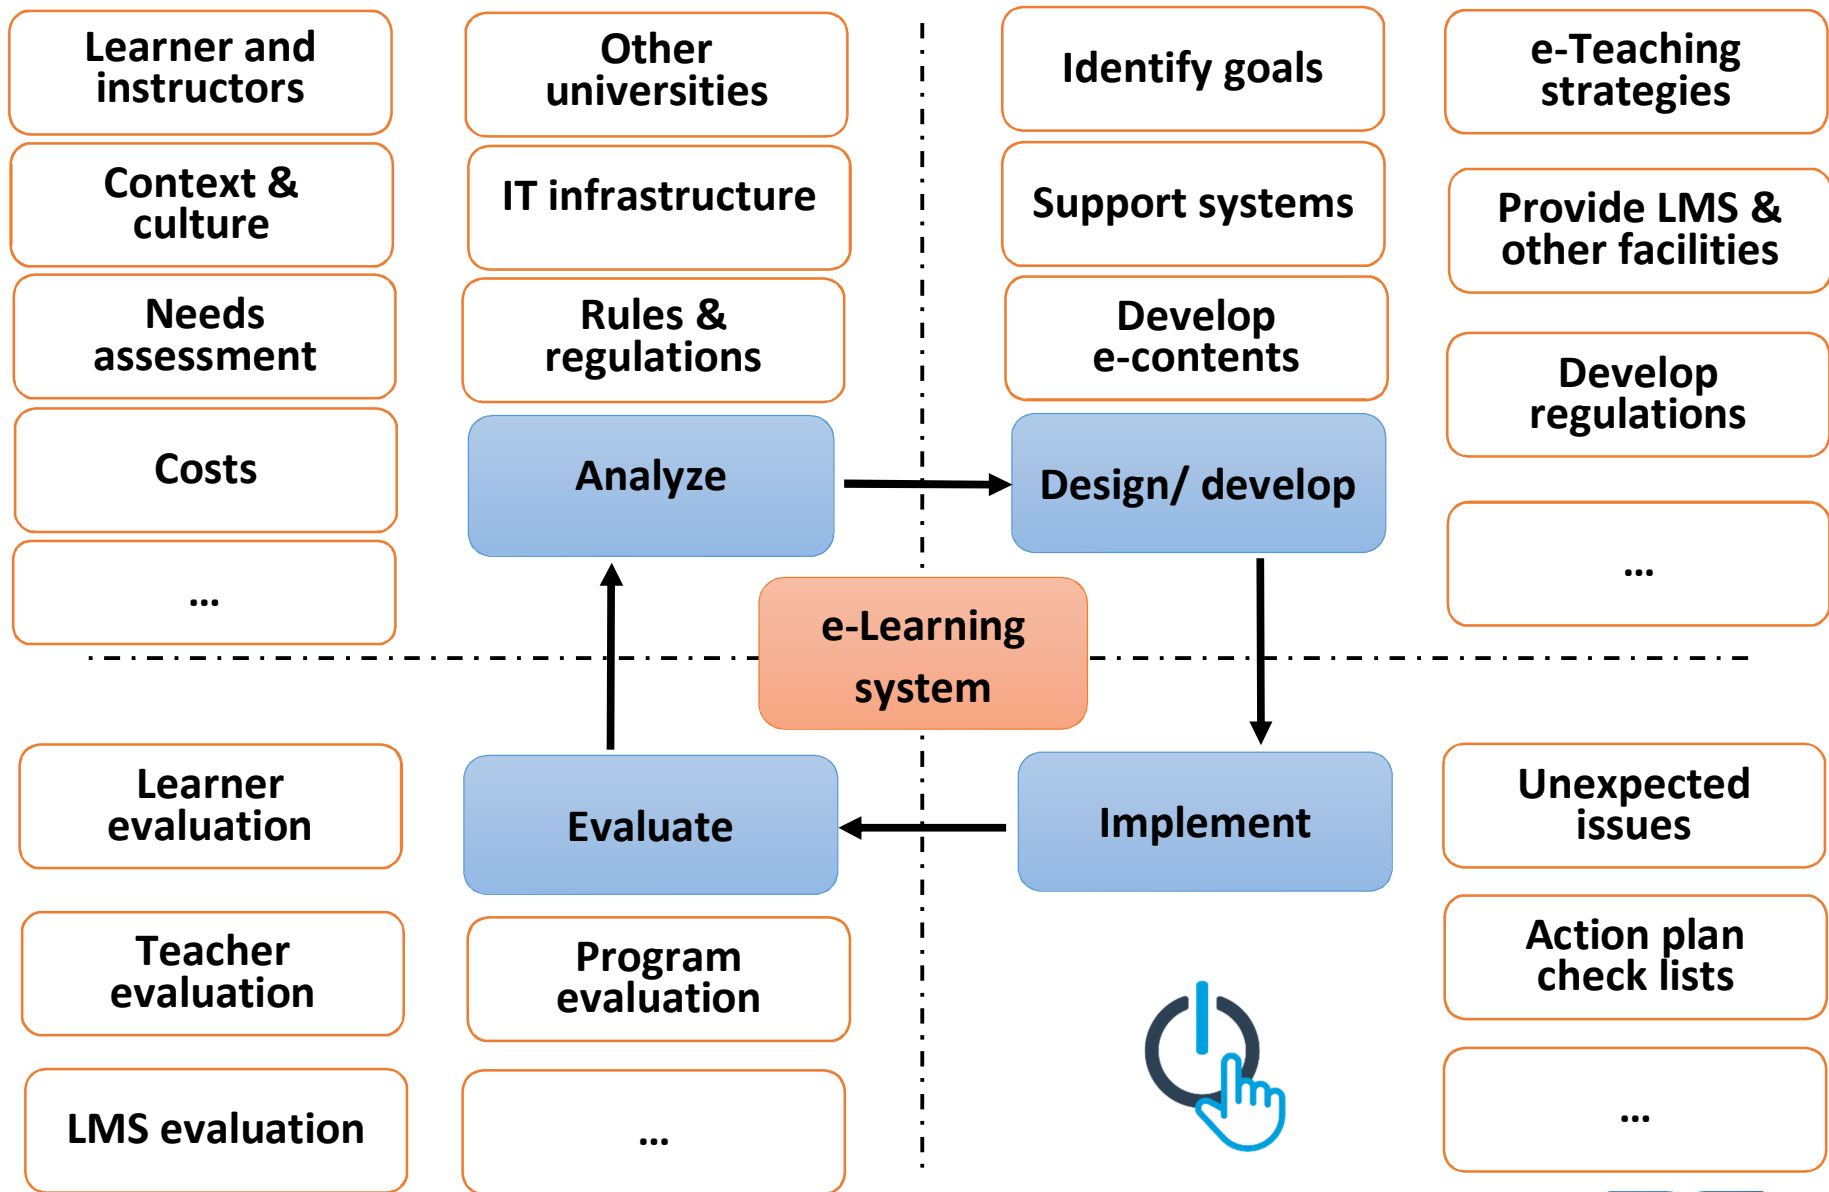 Learner and
instructors
Other
universities
Identify goals
e-Teaching
strategies
Context &
culture
IT infrastructure
Support systems
Provide LMS &
other facilities
Needs
assessment
Rules &
regulations
Develop
e-contents
Develop
regulations
Costs
Analyze
Design/ develop
...
...
e-Learning
system
Learner
evaluation
Evaluate
Implement
Unexpected
issues
Teacher
evaluation
Program
evaluation
Action plan
check lists
LMS evaluation
...
...